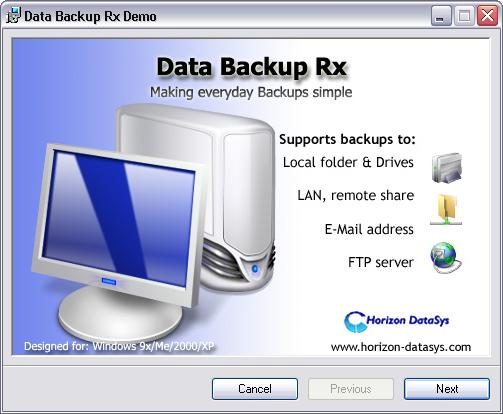 Data Backup Rx Demo
Data Backup Rx
Making everyday Backups simple
Supports backups to:
Local folder & Drives
LAN, remote share
E-Mail address
FTP server
Horizon DataSys
Designed for: Windows 9x/Me/2000/XP
www.horizon-datasys.com
Cancel
Previous
Next